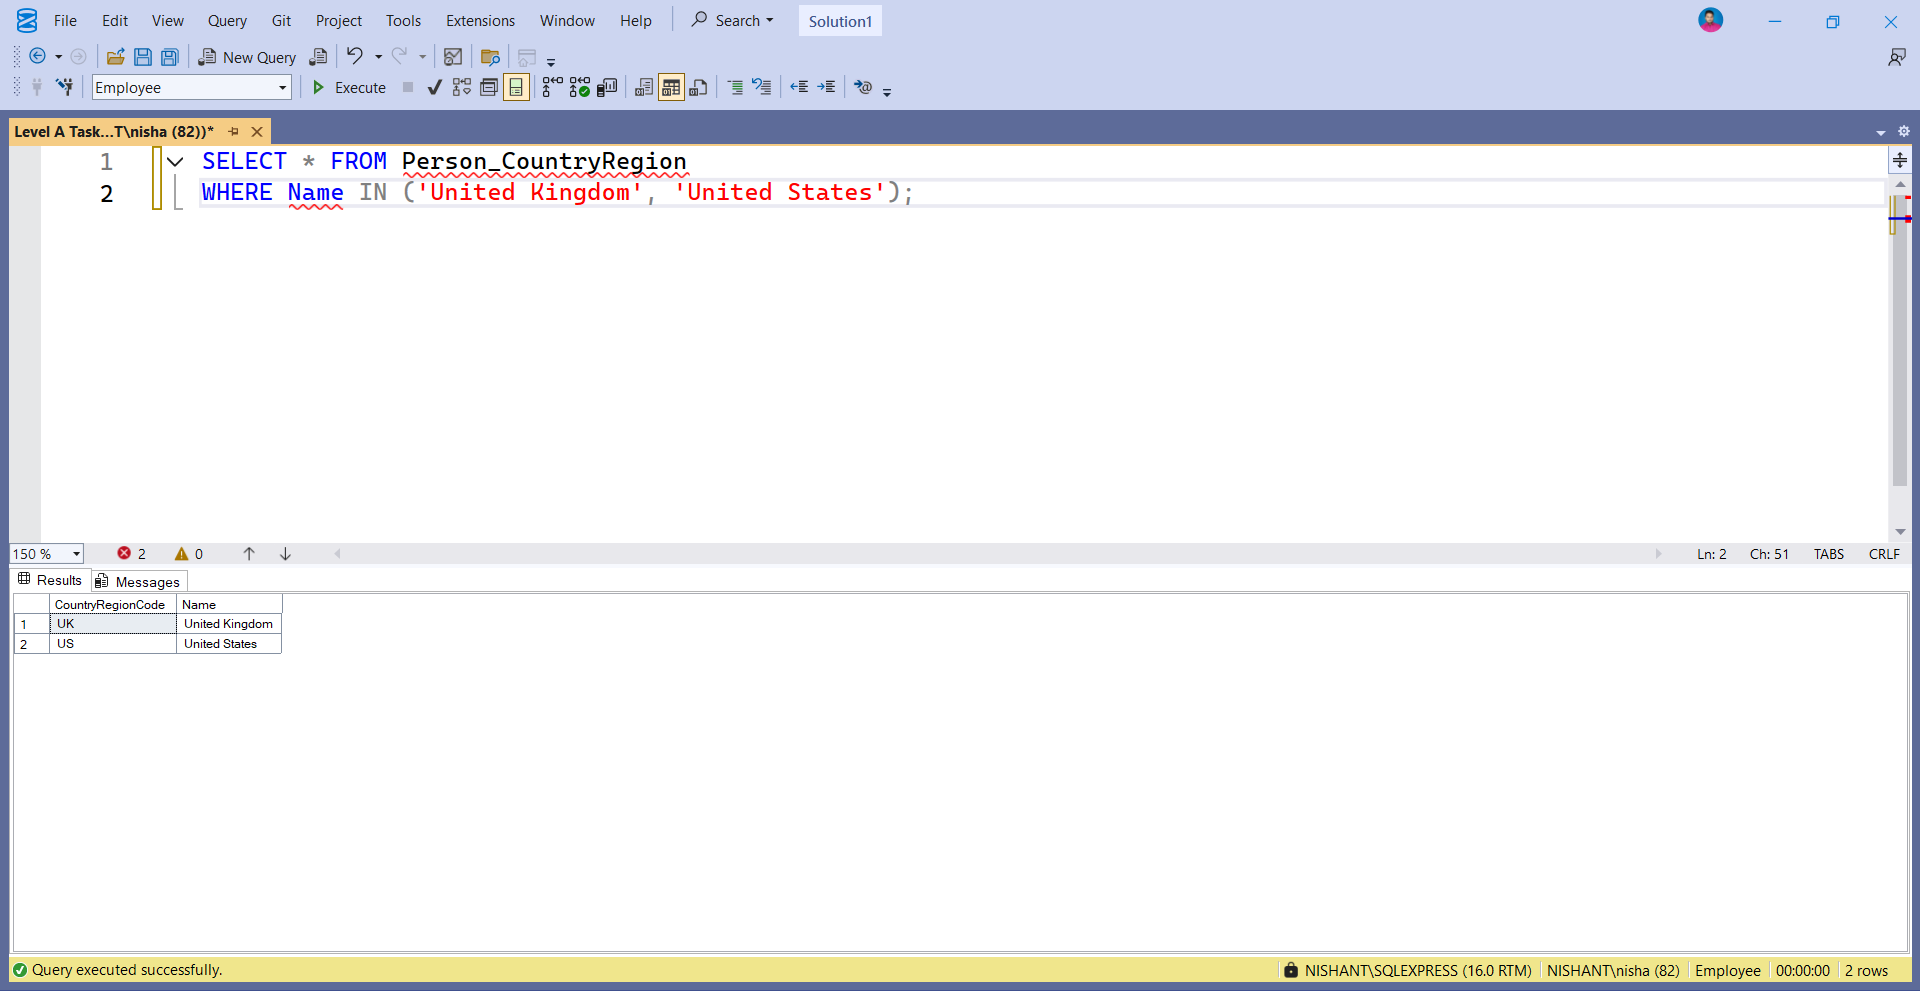 File Edit View Query Git Project Tools Extensions Window Help Search Solution1
New Query
Employee Execute
Level A Task...T\nisha (82))*
1 SELECT * FROM Person_CountryRegion
2 WHERE Name IN ('United Kingdom', 'United States');
150 % 2 0 Ln: 2 Ch: 51 TABS CRLF
Results Messages
CountryRegionCode Name
1 UK United Kingdom
2 US United States
Query executed successfully. NISHANT\SQLEXPRESS (16.0 RTM) NISHANT\nisha (82) Employee 00:00:00 2 rows